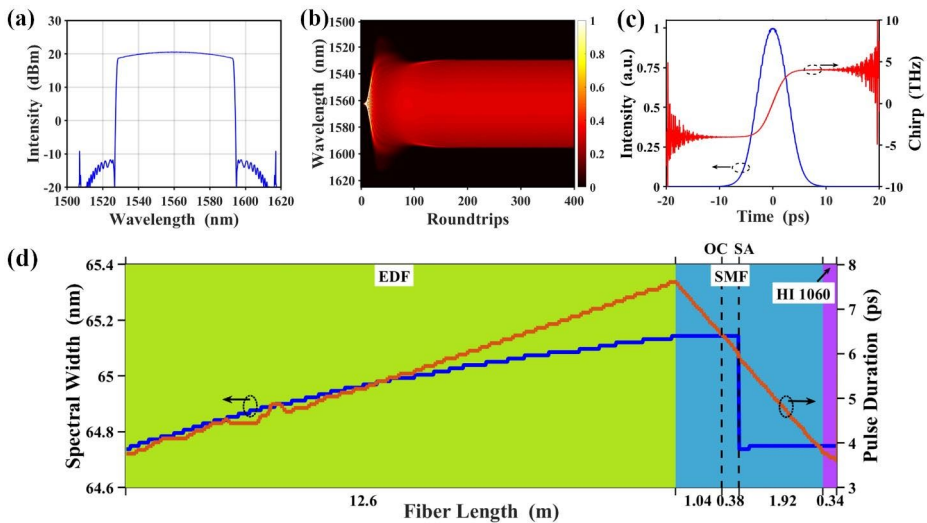 (a)
30
20
10
0
-10
-20
1500 1520 1540 1560 1580 1600 1620
Intensity (dBm)
Wavelength (nm)
(b)
1500
1520
1540
1560
1580
1600
1620
0 100 200 300 400
Wavelength (nm)
Roundtrips
1
0.8
0.6
0.4
0.2
0
(c)
1
0.75
0.5
0.25
0
-20 -10 0 10 20
Intensity (a.u.)
Time (ps)
10
5
0
-5
-10
Chirp (THz)
(d)
OC SA
EDF
SMF
HI 1060
65.4
65.2
65
64.8
64.6
Spectral Width (nm)
8
7
6
5
4
3
Pulse Duration (ps)
12.6 1.04 0.38 1.92 0.34
Fiber Length (m)